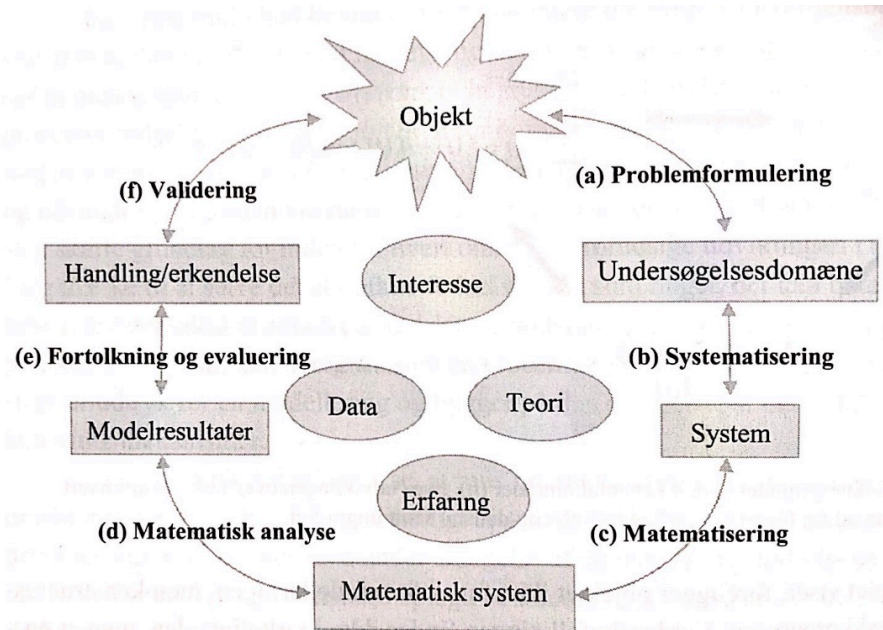 Objekt
(f) Validering
(a) Problemformulering
Handling/erkendelse
Interesse
Undersøgelsesdomæne
(e) Fortolkning og evaluering
(b) Systematisering
Data
Teori
Modelresultater
System
Erfaring
(d) Matematisk analyse
(c) Matematisering
Matematisk system